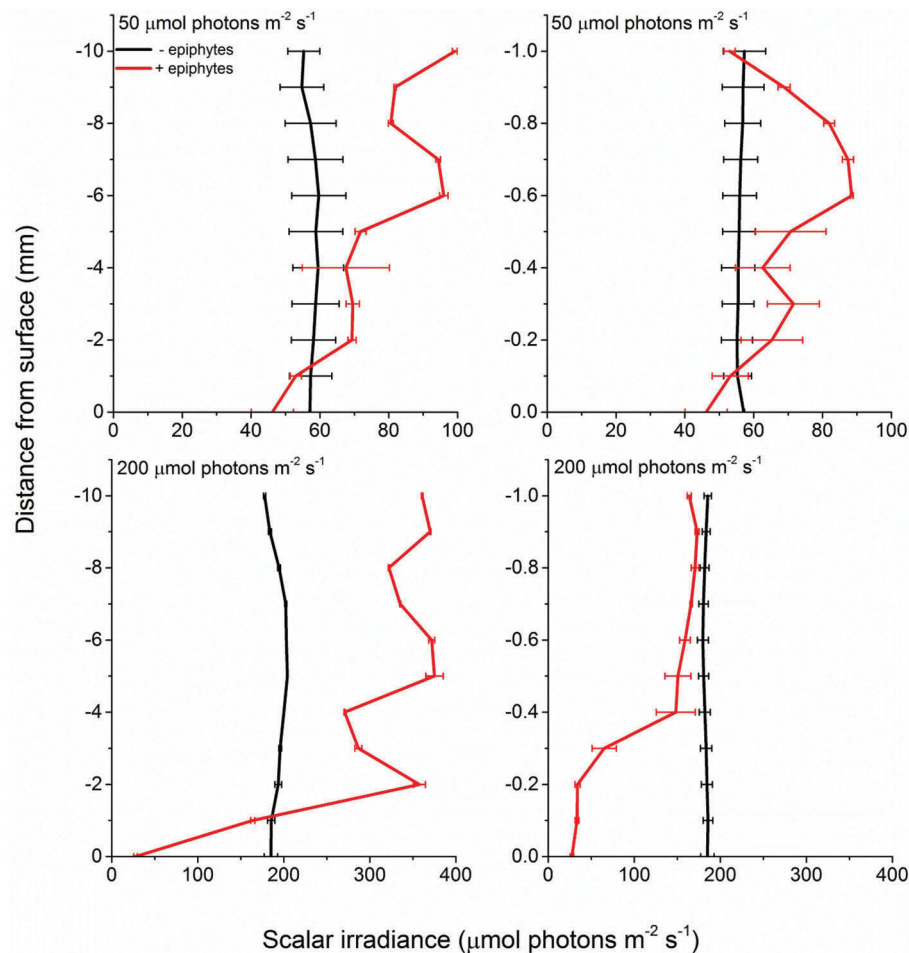 50 μmol photons m-2 s-1
50 μmol photons m-2 s-1
- epiphytes
+ epiphytes
-10
-8
-6
-4
-2
0
0 20 40 60 80 100
-1.0
-0.8
-0.6
-0.4
-0.2
0.0
0 20 40 60 80 100
Distance from surface (mm)
200 μmol photons m-2 s-1
200 μmol photons m-2 s-1
-10
-8
-6
-4
-2
0
0 100 200 300 400
-1.0
-0.8
-0.6
-0.4
-0.2
0.0
0 100 200 300 400
Scalar irradiance (μmol photons m-2 s-1)